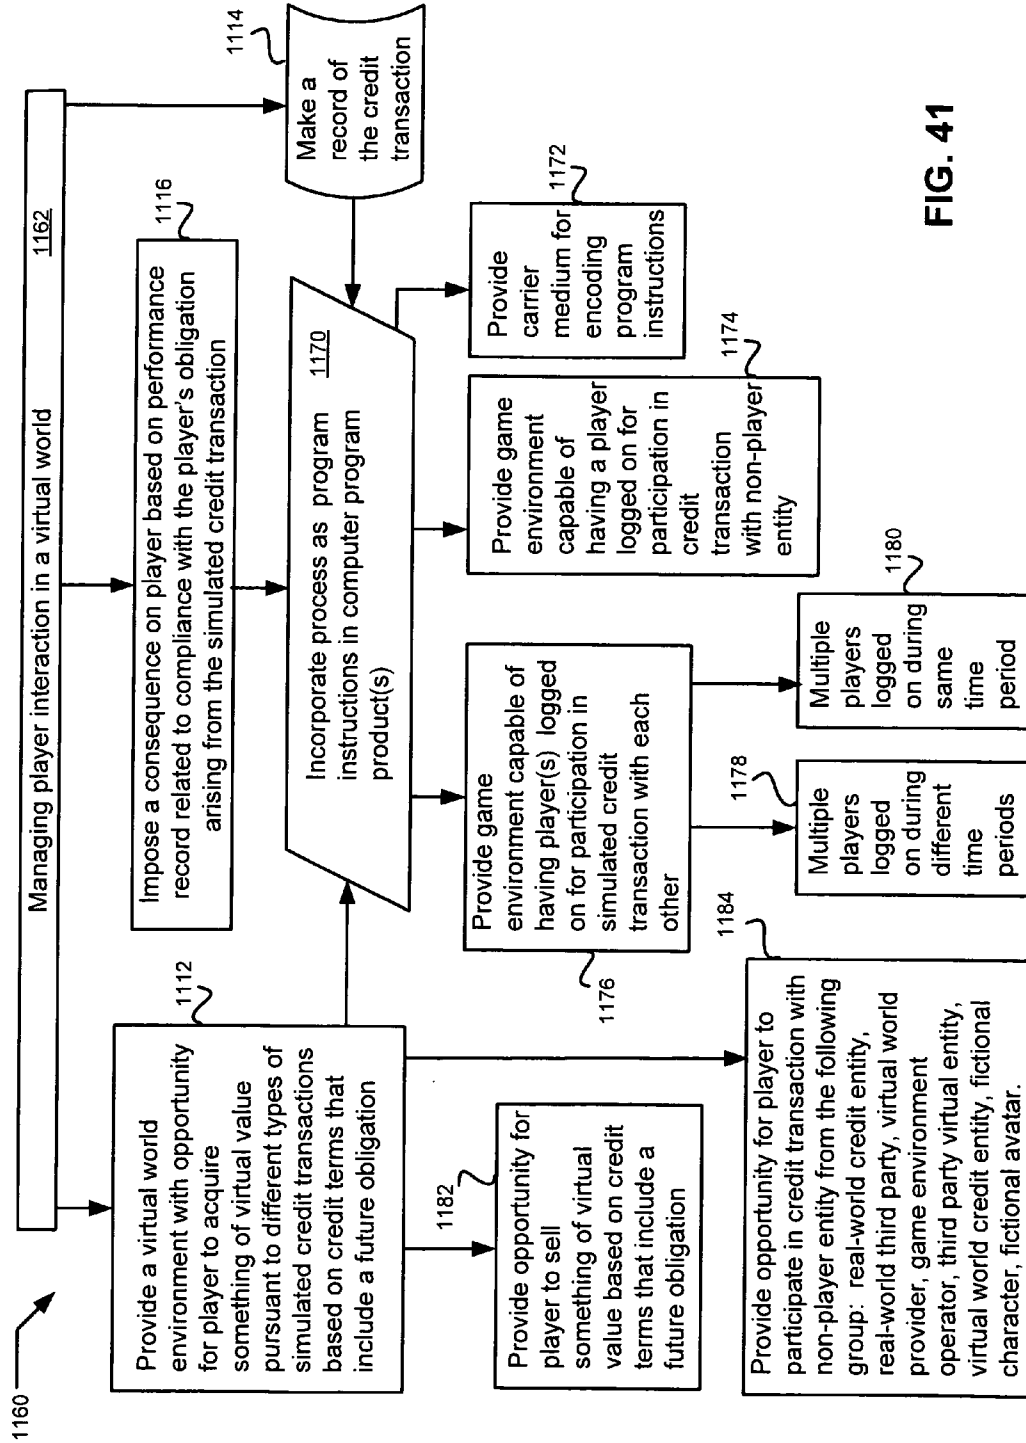 1160
Managing player interaction in a virtual world
1162
1112
Provide a virtual world
environment with opportunity
for player to acquire
something of virtual value
pursuant to different types of
simulated credit transactions
based on credit terms that
include a future obligation
1116
Impose a consequence on player based on performance
record related to compliance with the player's obligation
arising from the simulated credit transaction
1114
Make a
record of
the credit
transaction
1170
Incorporate process as program
instructions in computer program
product(s)
1182
Provide opportunity for
player to sell
something of virtual
value based on credit
terms that include a
future obligation
1176
Provide game
environment capable of
having player(s) logged
on for participation in
simulated credit
transaction with each
other
1174
Provide game
environment
capable of
having a player
logged on for
participation in
credit
transaction
with non-player
entity
1172
Provide
carrier
medium for
encoding
program
instructions
1184
Provide opportunity for player to
participate in credit transaction with
non-player entity from the following
group: real-world credit entity,
real-world third party, virtual world
provider, game environment
operator, third party virtual entity,
virtual world credit entity, fictional
character, fictional avatar.
1178
Multiple
players
logged
on during
different
time
periods
1180
Multiple
players
logged
on during
same
time
period
FIG. 41